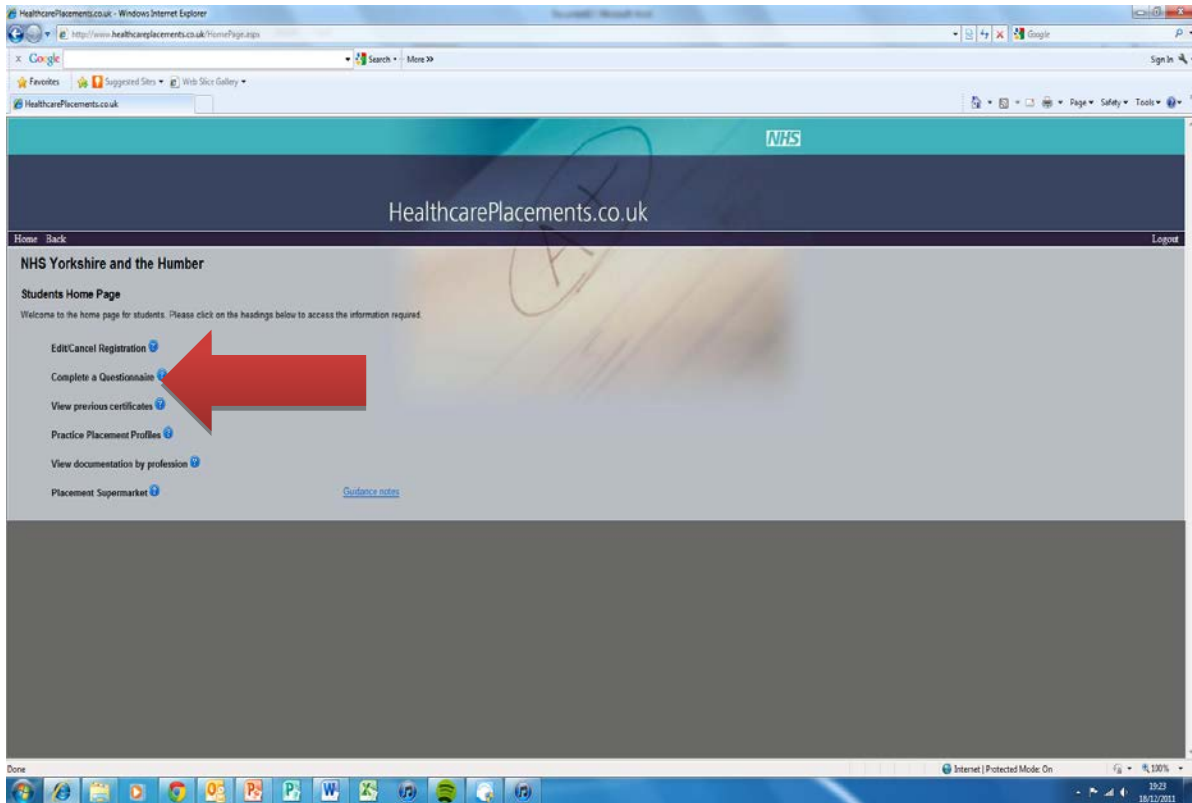 HealthcarePlacements.co.uk - Windows Internet Explorer
http://www.healthcareplacements.co.uk/HomePage.aspx
Google
x Google
Search
More »
Sign In
Favorites
Suggested Sites
Web Slice Gallery
HealthcarePlacements.co.uk
Page
Safety
Tools
NHS
A+
HealthcarePlacements.co.uk
Home Back
Logout
NHS Yorkshire and the Humber
Students Home Page
Welcome to the home page for students. Please click on the headings below to access the information required.
Edit/Cancel Registration
Complete a Questionnaire
View previous certificates
Practice Placement Profiles
View documentation by profession
Placement Supermarket
Guidance notes
Done
Internet | Protected Mode: On
100%
19:23
18/12/2011